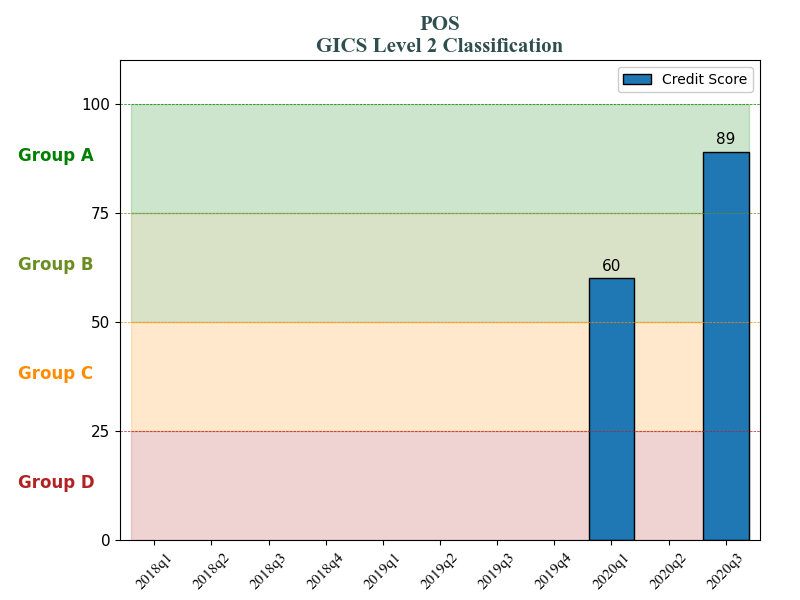 POS
GICS Level 2 Classification
Credit Score
100
Group A
89
75
Group B
60
50
Group C
25
Group D
0
2018q1 2018q2 2018q3 2018q4 2019q1 2019q2 2019q3 2019q4 2020q1 2020q2 2020q3